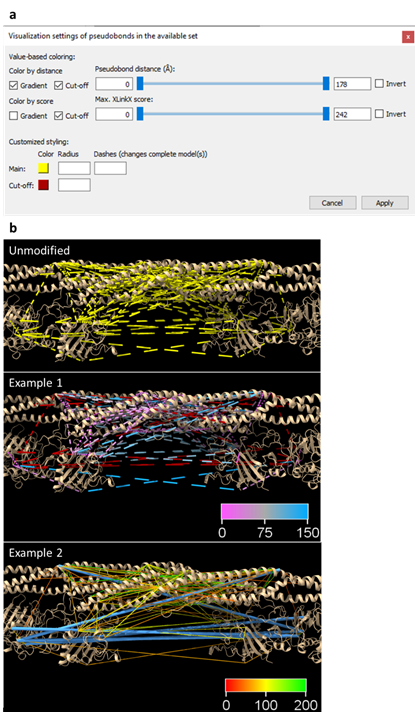 a
Visualization settings of pseudobonds in the available set
x
Value-based coloring:
Color by distance
Pseudobond distance (Å):
Gradient Cut-off 0 178 Invert
Color by score
Max. XLinkX score:
Gradient Cut-off 0 242 Invert
Customized styling:
Color Radius Dashes (changes complete model(s))
Main:
Cut-off:
Cancel Apply
b
Unmodified
Example 1
0 75 150
Example 2
0 100 200